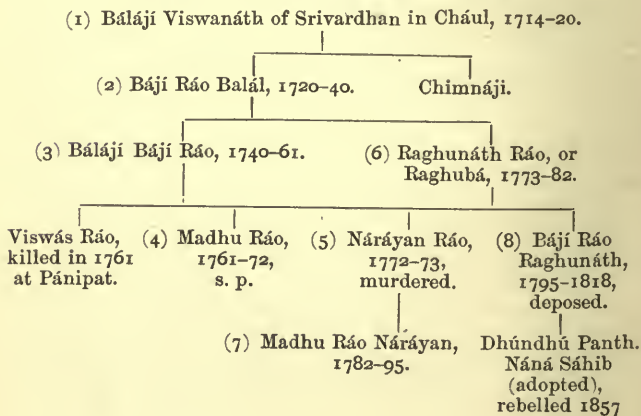 (1) Bálájí Viswanáth of Srivardhan in Chául, 1714-20.
(2) Bájí Ráo Balál, 1720-40. Chimnáji.
(3) Bálájí Bájí Ráo, 1740-61. (6) Raghunáth Ráo, or
Raghubá, 1773-82.
Viswás Ráo, (4) Madhu Ráo, (5) Náráyan Ráo, (8) Bájí Ráo
killed in 1761 1761-72, 1772-73, Raghunáth,
at Pánipat. s. p. murdered. 1795-1818,
deposed.
(7) Madhu Ráo Náráyan, Dhúndhú Panth.
1782-95. Náná Sáhib
(adopted),
rebelled 1857